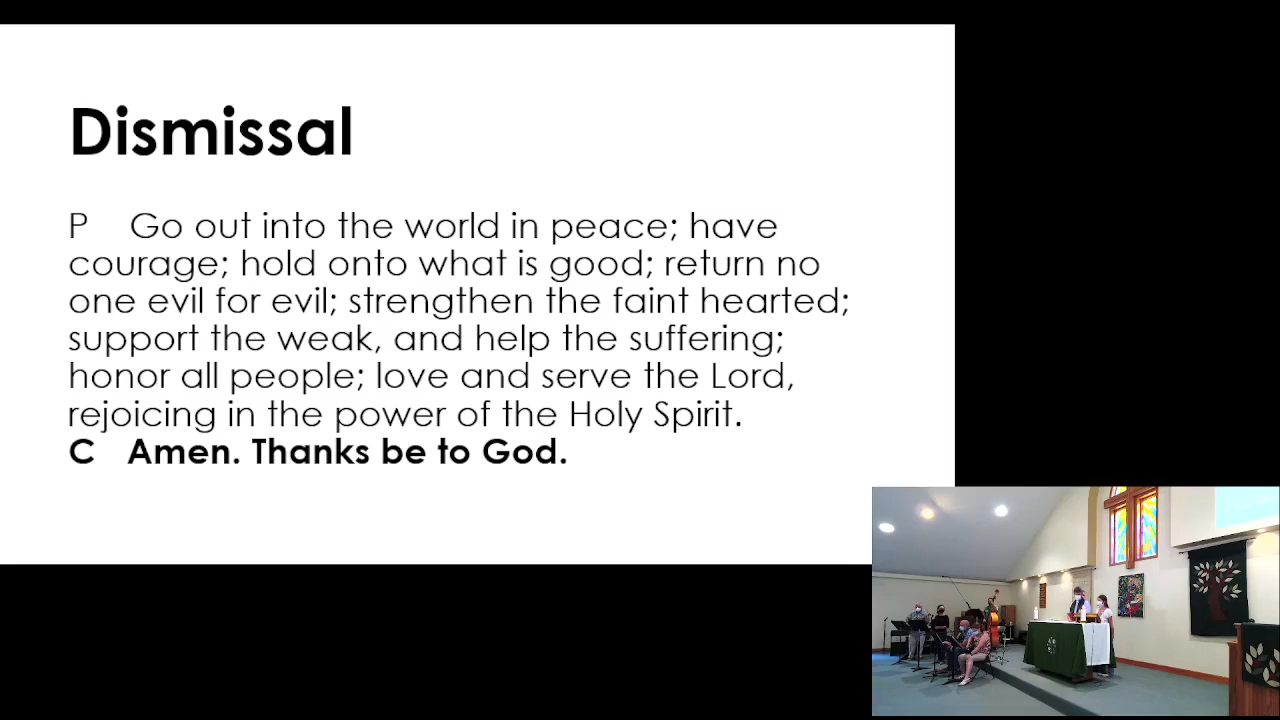 Dismissal
P Go out into the world in peace; have
courage; hold onto what is good; return no
one evil for evil; strengthen the faint hearted;
support the weak, and help the suffering;
honor all people; love and serve the Lord,
rejoicing in the power of the Holy Spirit.
C Amen. Thanks be to God.